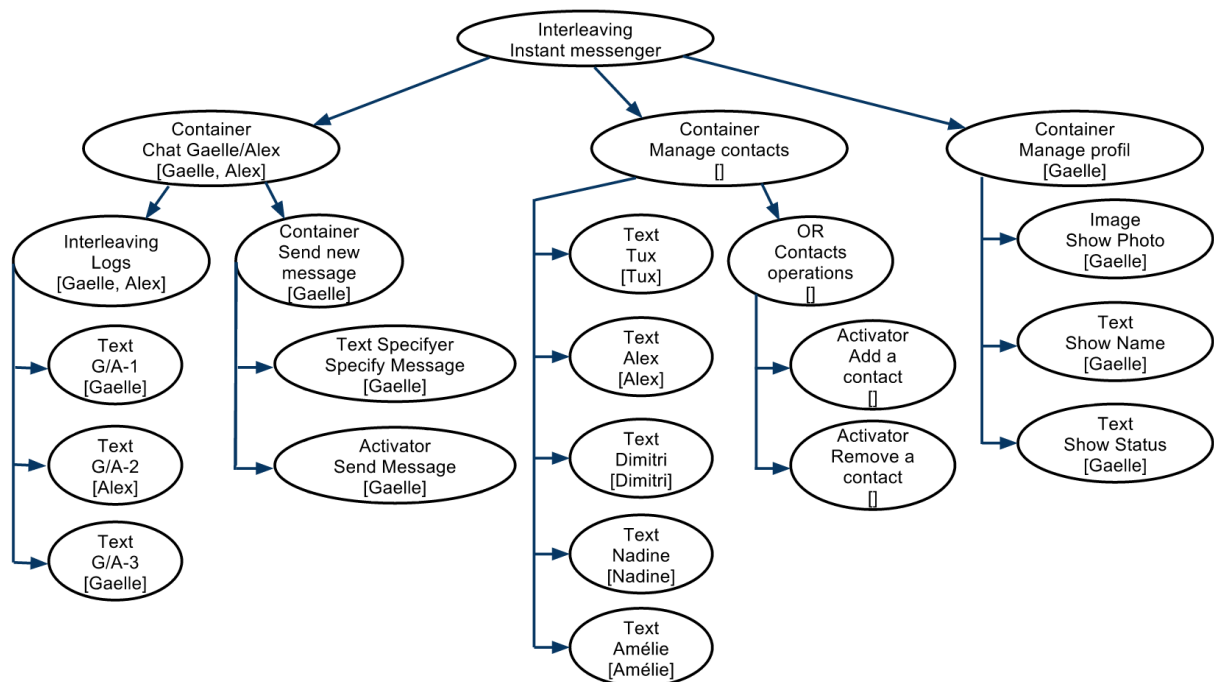 Interleaving
Instant messenger
Container
Chat Gaelle/Alex
[Gaelle, Alex]
Container
Manage contacts
[]
Container
Manage profil
[Gaelle]
Interleaving
Logs
[Gaelle, Alex]
Container
Send new
message
[Gaelle]
Text
G/A-1
[Gaelle]
Text
G/A-2
[Alex]
Text
G/A-3
[Gaelle]
Text Specifyer
Specify Message
[Gaelle]
Activator
Send Message
[Gaelle]
Text
Tux
[Tux]
Text
Alex
[Alex]
Text
Dimitri
[Dimitri]
Text
Nadine
[Nadine]
Text
Amélie
[Amélie]
OR
Contacts
operations
[]
Activator
Add a
contact
[]
Activator
Remove a
contact
[]
Image
Show Photo
[Gaelle]
Text
Show Name
[Gaelle]
Text
Show Status
[Gaelle]